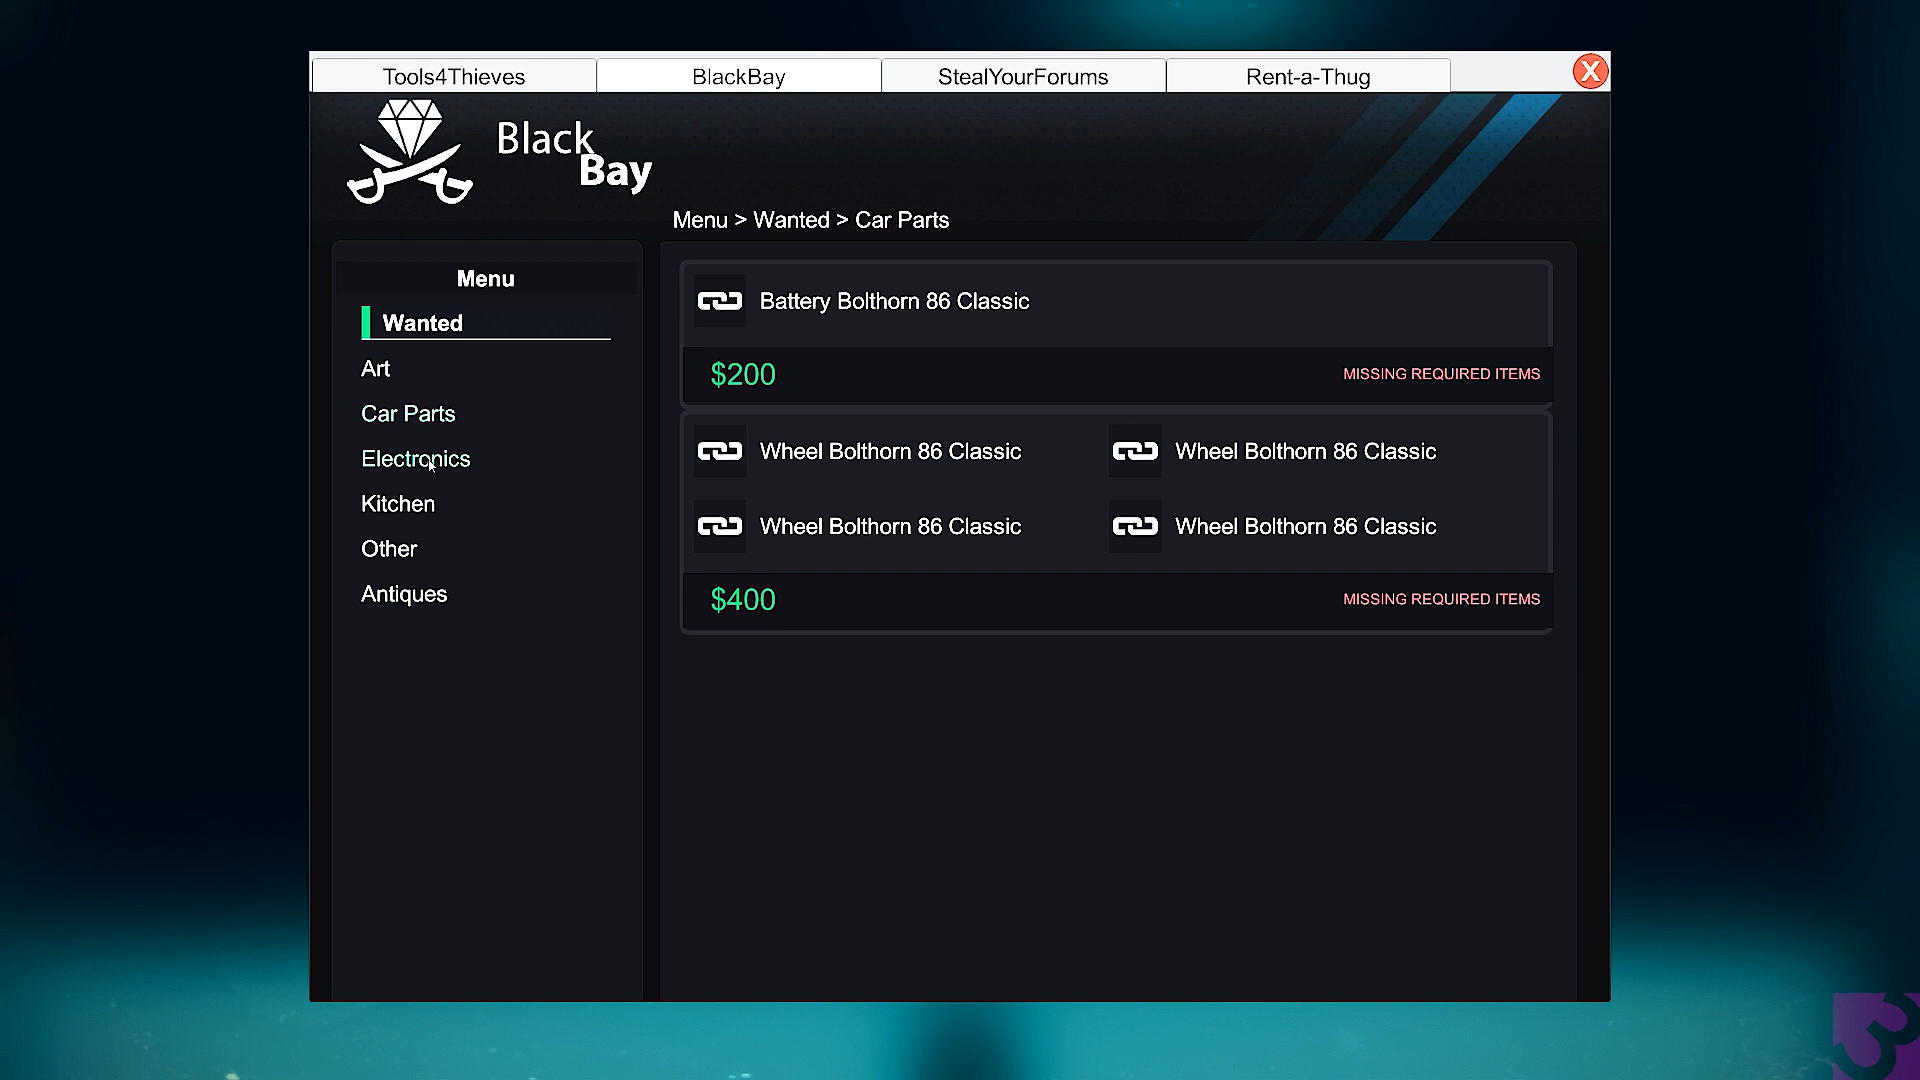 Tools4Thieves BlackBay StealYourForums Rent-a-Thug X
Black
Bay
Menu > Wanted > Car Parts
Menu
Wanted
Art
Car Parts
Electronics
Kitchen
Other
Antiques
Battery Bolthorn 86 Classic
$200 MISSING REQUIRED ITEMS
Wheel Bolthorn 86 Classic Wheel Bolthorn 86 Classic
Wheel Bolthorn 86 Classic Wheel Bolthorn 86 Classic
$400 MISSING REQUIRED ITEMS